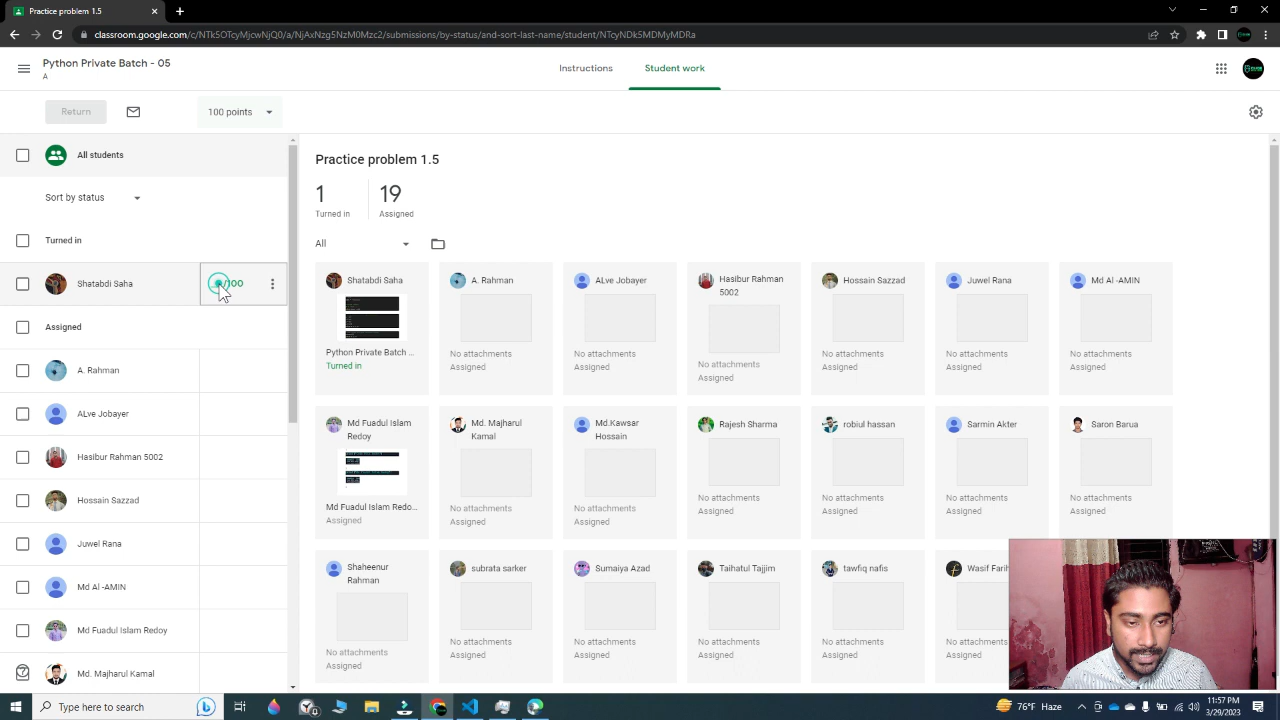 Practice problem 1.5
classroom.google.com/c/NTk5OTcyMjcwNjQ0/a/NjAxNzg5NzM0Mzc2/submissions/by-status/and-sort-last-name/student/NTcyNDk5MDMyMDRa
Python Private Batch - 05
A
Instructions
Student work
Return
100 points
All students
Sort by status
Turned in
Shatabdi Saha
/100
Assigned
A. Rahman
ALve Jobayer
Hasibur Rahman 5002
Hossain Sazzad
Juwel Rana
Md Al -AMIN
Md Fuadul Islam Redoy
Md. Majharul Kamal
Practice problem 1.5
1
19
Turned in
Assigned
All
Shatabdi Saha
Python Private Batch ...
Turned in
A. Rahman
No attachments
Assigned
ALve Jobayer
No attachments
Assigned
Hasibur Rahman
5002
No attachments
Assigned
Hossain Sazzad
No attachments
Assigned
Juwel Rana
No attachments
Assigned
Md Al -AMIN
No attachments
Assigned
Md Fuadul Islam
Redoy
Md Fuadul Islam Redo...
Assigned
Md. Majharul
Kamal
No attachments
Assigned
Md.Kawsar
Hossain
No attachments
Assigned
Rajesh Sharma
No attachments
Assigned
robiul hassan
No attachments
Assigned
Sarmin Akter
No attachments
Assigned
Saron Barua
No attachments
Assigned
Shaheenur
Rahman
No attachments
Assigned
subrata sarker
No attachments
Assigned
Sumaiya Azad
No attachments
Assigned
Taihatul Tajjim
No attachments
Assigned
tawfiq nafis
No attachments
Assigned
Wasif Farih
No attachments
Assigned
Type here to search
76°F Haze
11:57 PM
3/29/2023